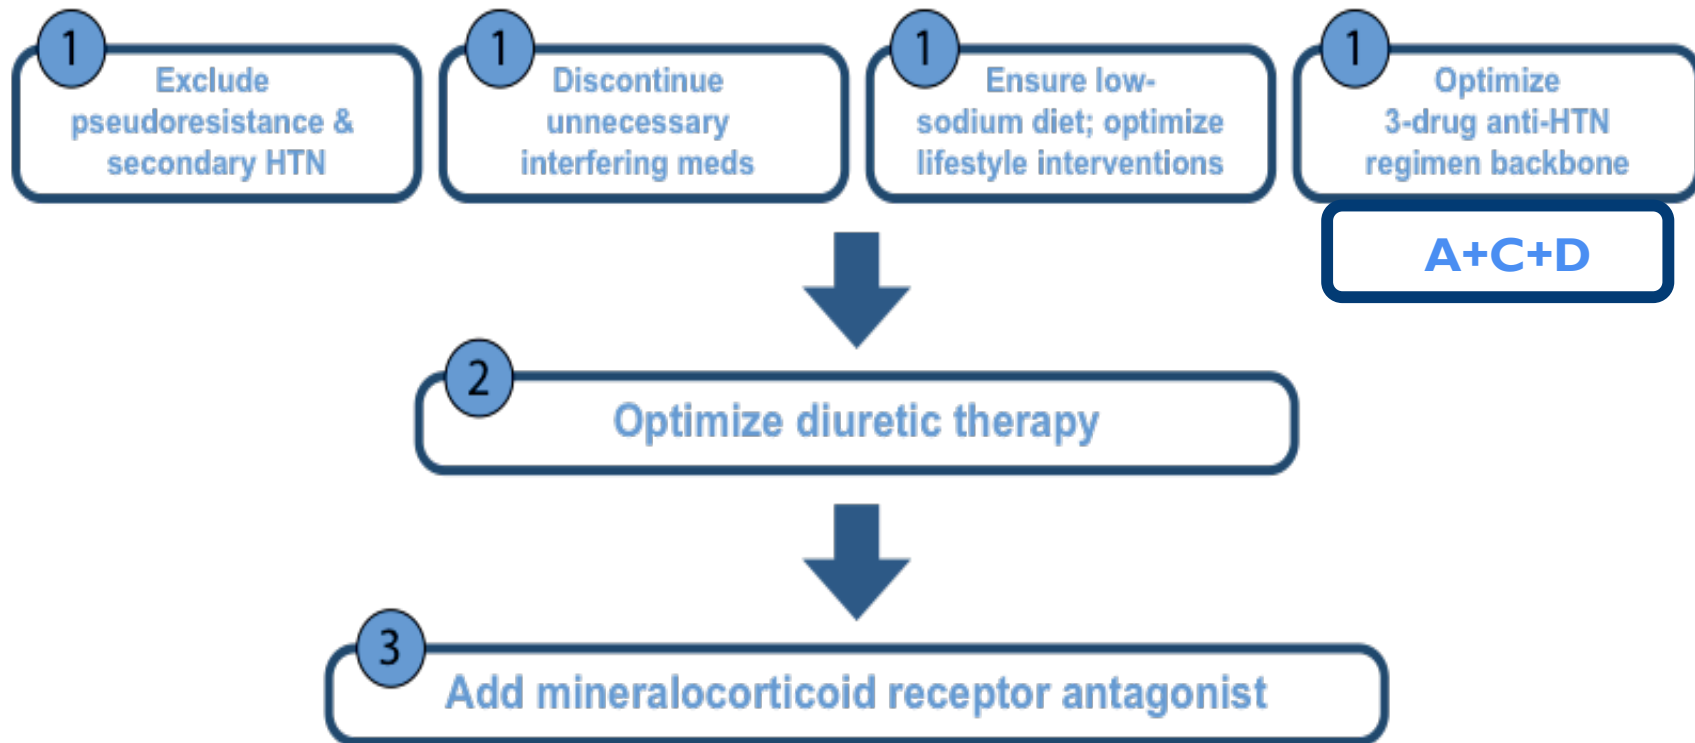 1
Exclude
pseudoresistance &
secondary HTN
1
Discontinue
unnecessary
interfering meds
1
Ensure low-
sodium diet; optimize
lifestyle interventions
1
Optimize
3-drug anti-HTN
regimen backbone
A+C+D
2
Optimize diuretic therapy
3
Add mineralocorticoid receptor antagonist